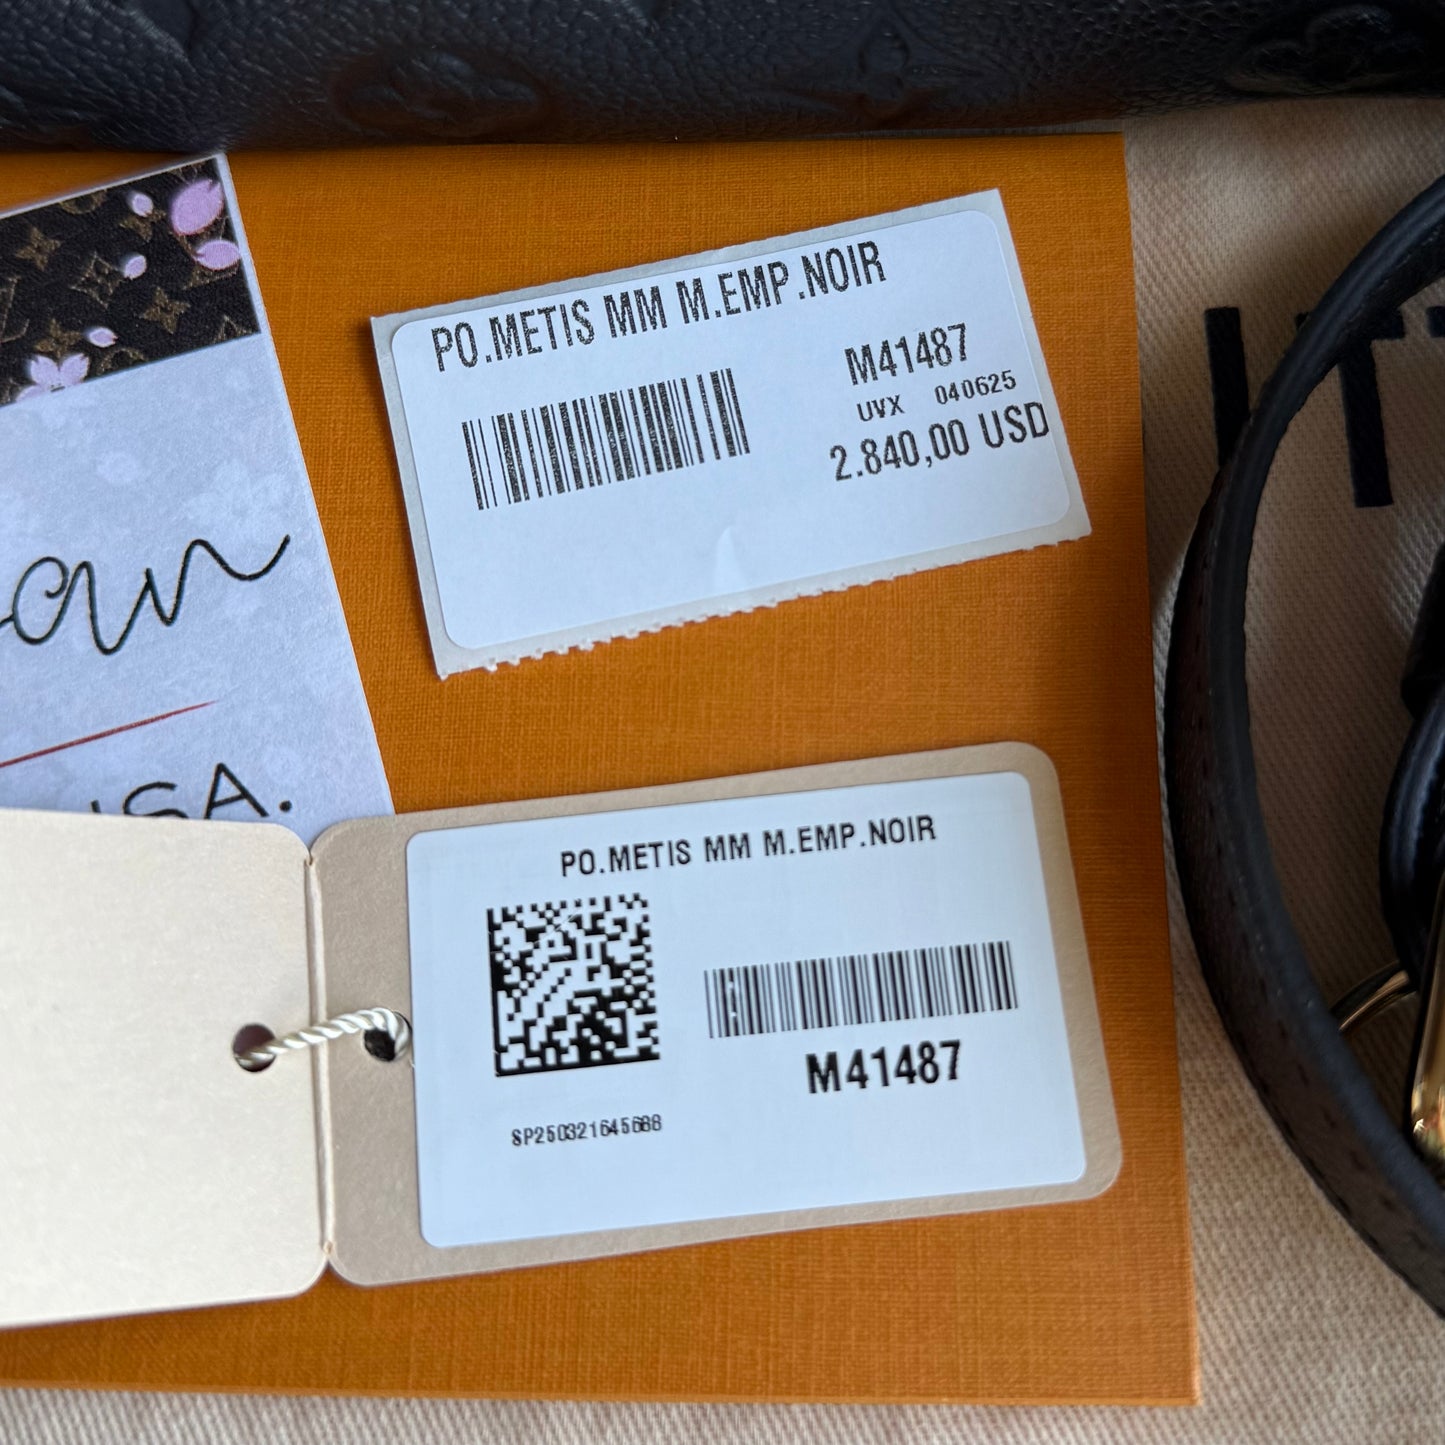 PO.METIS MM M.EMP.NOIR
M41487
UVX 040625
2.840,00 USD
PO.METIS MM M.EMP.NOIR
M41487
SP250321645688